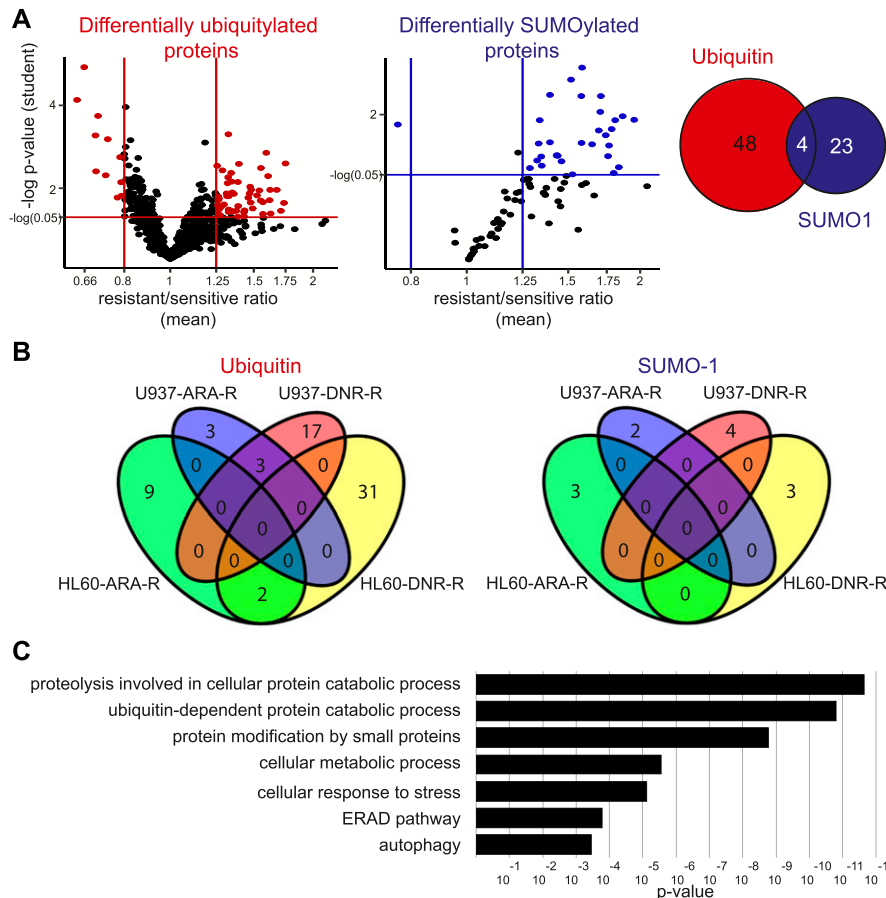 A
Differentially ubiquitylated
proteins
-log p-value (student)
4
2
-log(0.05)
0.66 0.8 1 1.25 1.5 1.75 2
resistant/sensitive ratio
(mean)
Differentially SUMOylated
proteins
2
-log(0.05)
0.8 1 1.25 1.5 1.75 2
resistant/sensitive ratio
(mean)
Ubiquitin
48 4 23
SUMO1
B
Ubiquitin
U937-ARA-R U937-DNR-R
3 17
0 3 0
9 31
0 0
0
0 0 0 0
HL60-ARA-R HL60-DNR-R
2
SUMO-1
U937-ARA-R U937-DNR-R
2 4
0 0 0
3 3
0 0
0
0 0 0 0
HL60-ARA-R HL60-DNR-R
0
C
proteolysis involved in cellular protein catabolic process
ubiquitin-dependent protein catabolic process
protein modification by small proteins
cellular metabolic process
cellular response to stress
ERAD pathway
autophagy
-1 -2 -3 -4 -5 -6 -7 -8 -9 -10 -11 -1
10 10 10 10 10 10 10 10 10 10 10 1
p-value